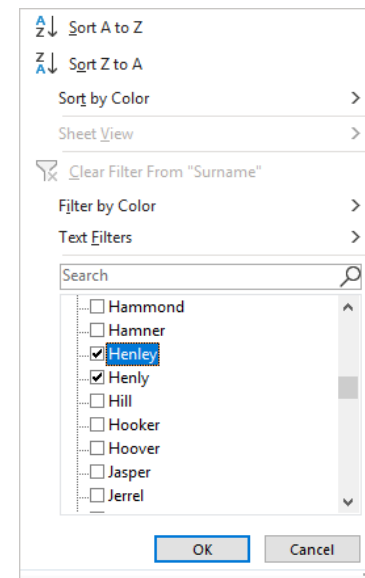 Sort A to Z
Sort Z to A
Sort by Color
Sheet View
Clear Filter From "Surname"
Filter by Color
Text Filters
Search
Hammond
Hamner
Henley
Henly
Hill
Hooker
Hoover
Jasper
Jerrel
OK Cancel